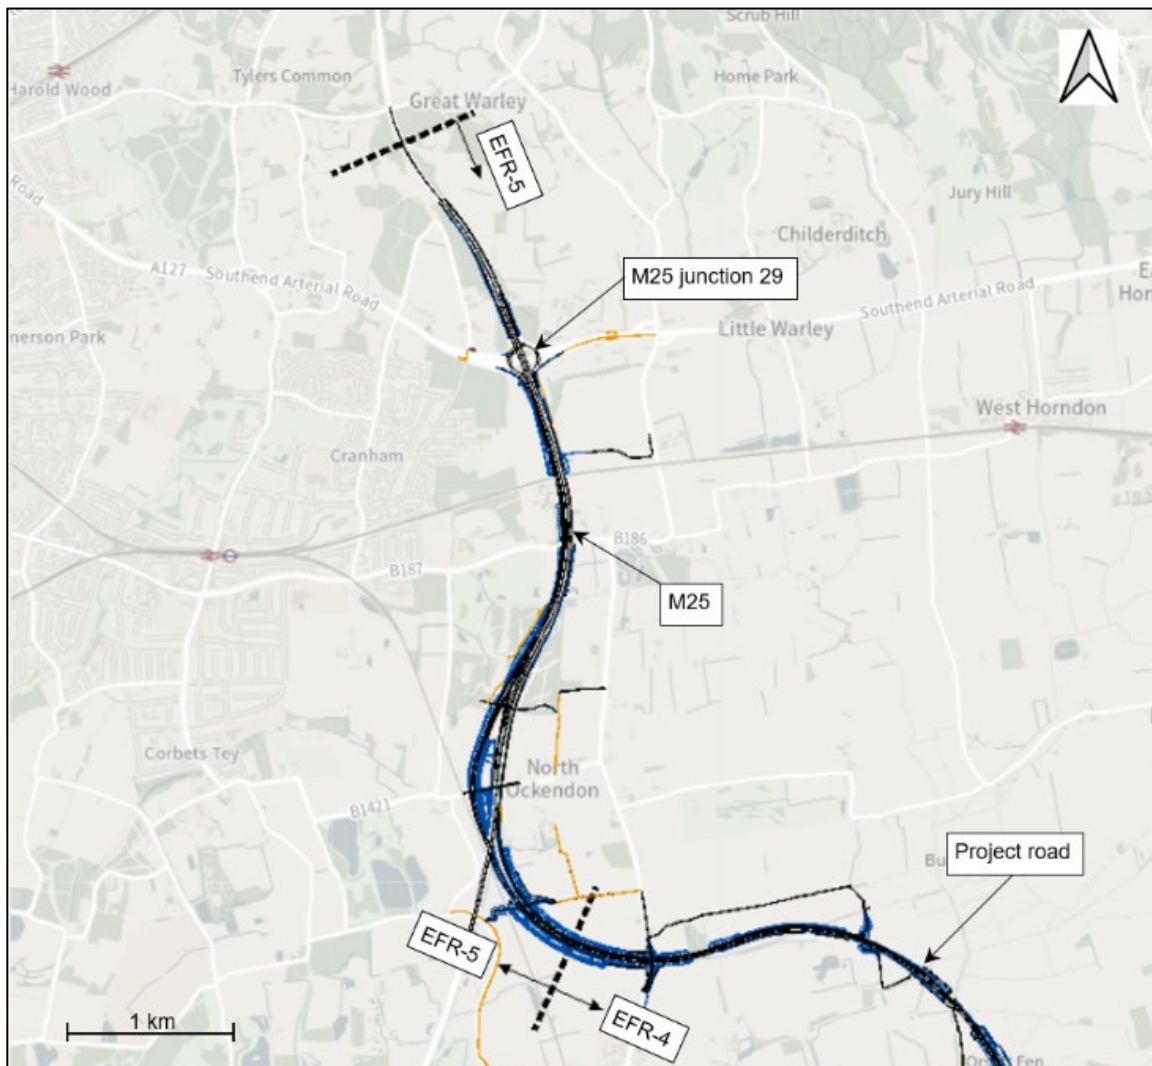 Scrub Hill
Tylers Common
Home Park
Harold Wood
Great Warley
EFR-5
Jury Hill
Road
Childerditch
M25 junction 29
A127
Southend Arterial Road
Southend Arterial Road
Little Warley
merson Park
West Horndon
Cranham
B186
B187
M25
Corbets Tey
North
Ockendon
B1421
Project road
EFR-5
EFR-4
1 km